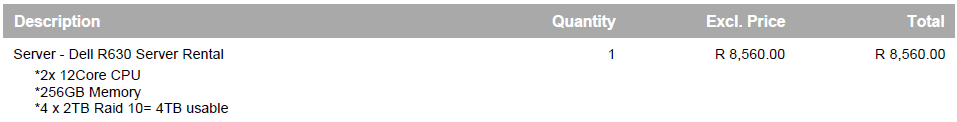 Description Quantity Excl. Price Total
Server - Dell R630 Server Rental 1 R 8,560.00 R 8,560.00
*2x 12Core CPU
*256GB Memory
*4 x 2TB Raid 10= 4TB usable